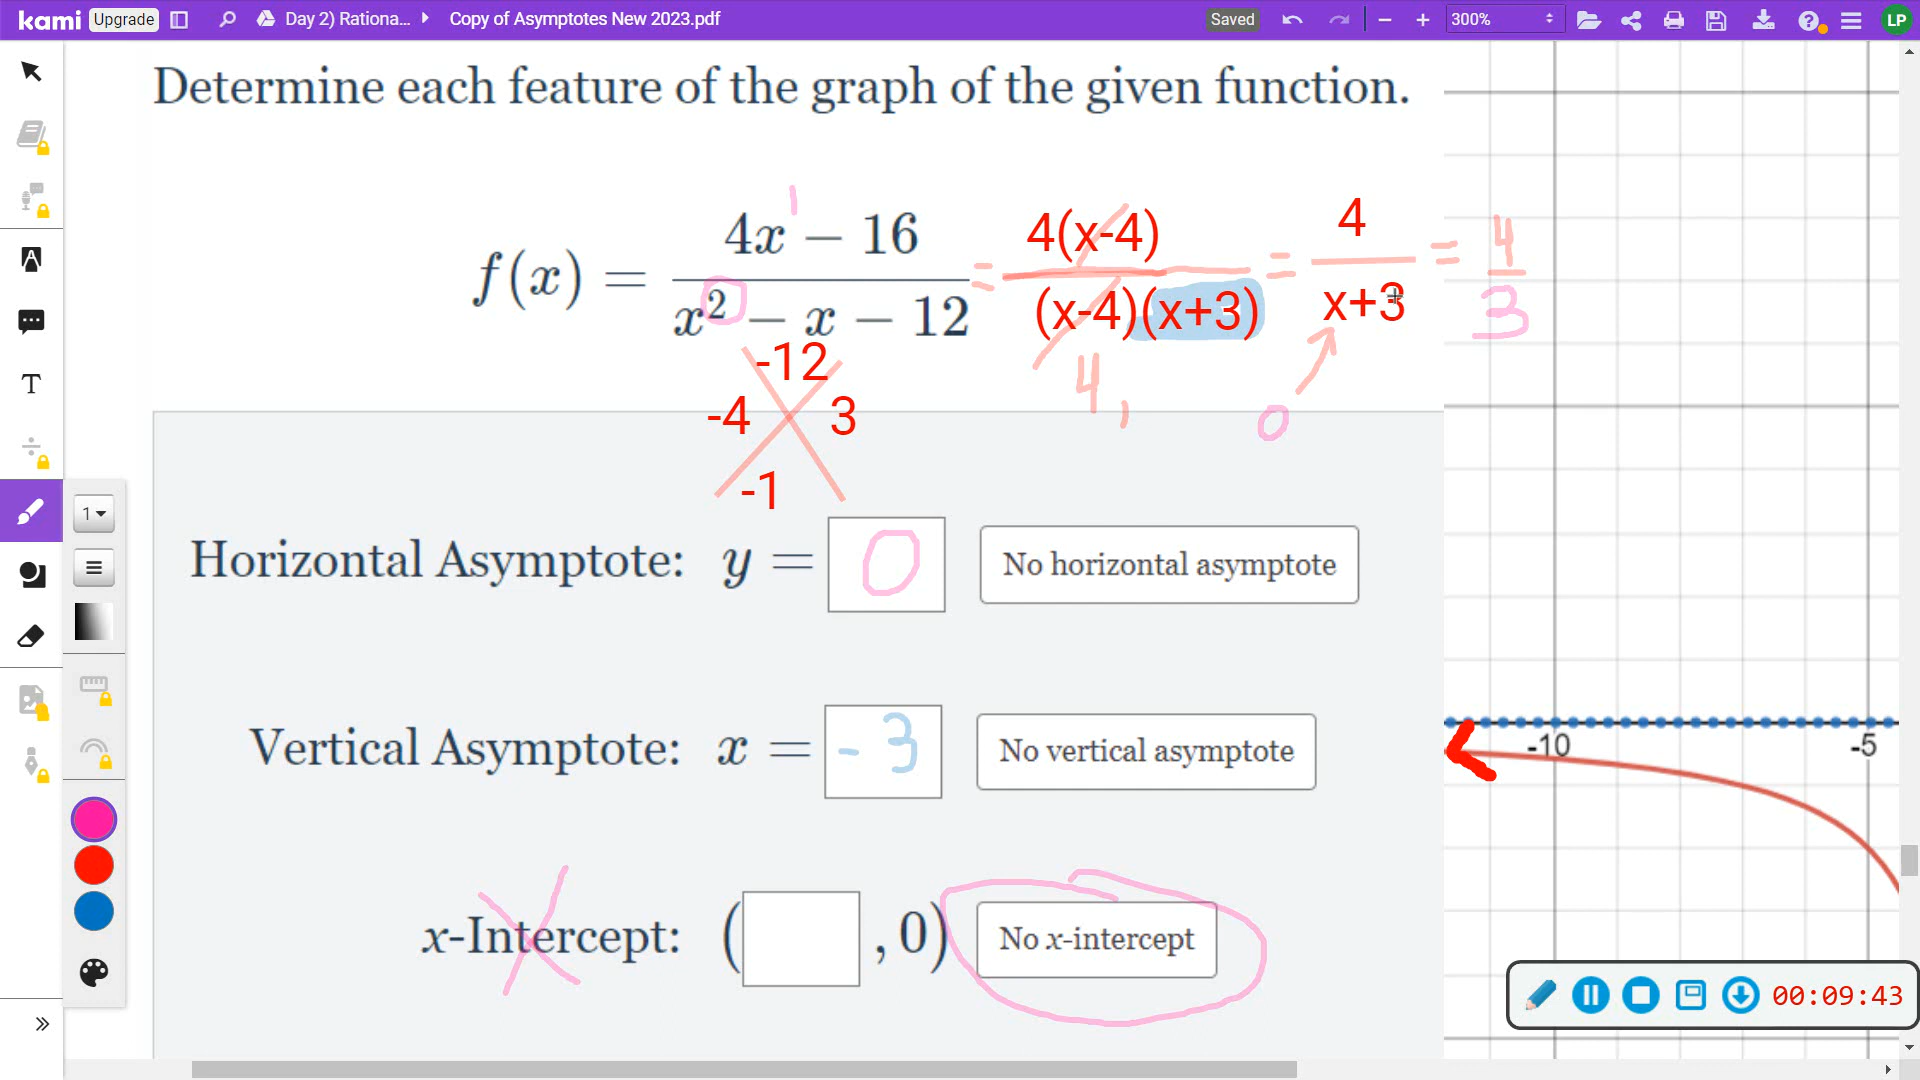 kami Upgrade Day 2) Rationa... Copy of Asymptotes New 2023.pdf Saved 300% LP
Determine each feature of the graph of the given function.
f(x) = 4x - 16 / x² - x - 12 = 4(x-4) / (x-4)(x+3) = 4 / x+3 = 4 / 3
1
4,
0
-12
-4 3
-1
Horizontal Asymptote: y = 0 No horizontal asymptote
Vertical Asymptote: x = -3 No vertical asymptote
x-Intercept: ( , 0) No x-intercept
-10 -5
T
1
00:09:43